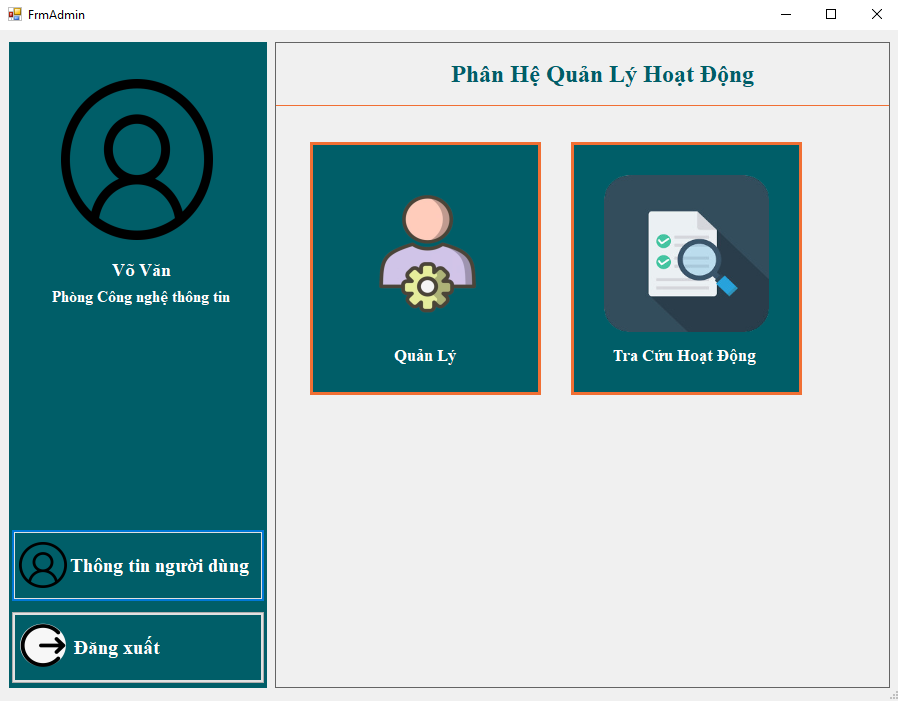 FrmAdmin
Phân Hệ Quản Lý Hoạt Động
Võ Văn
Phòng Công nghệ thông tin
Quản Lý
Tra Cứu Hoạt Động
Thông tin người dùng
Đăng xuất